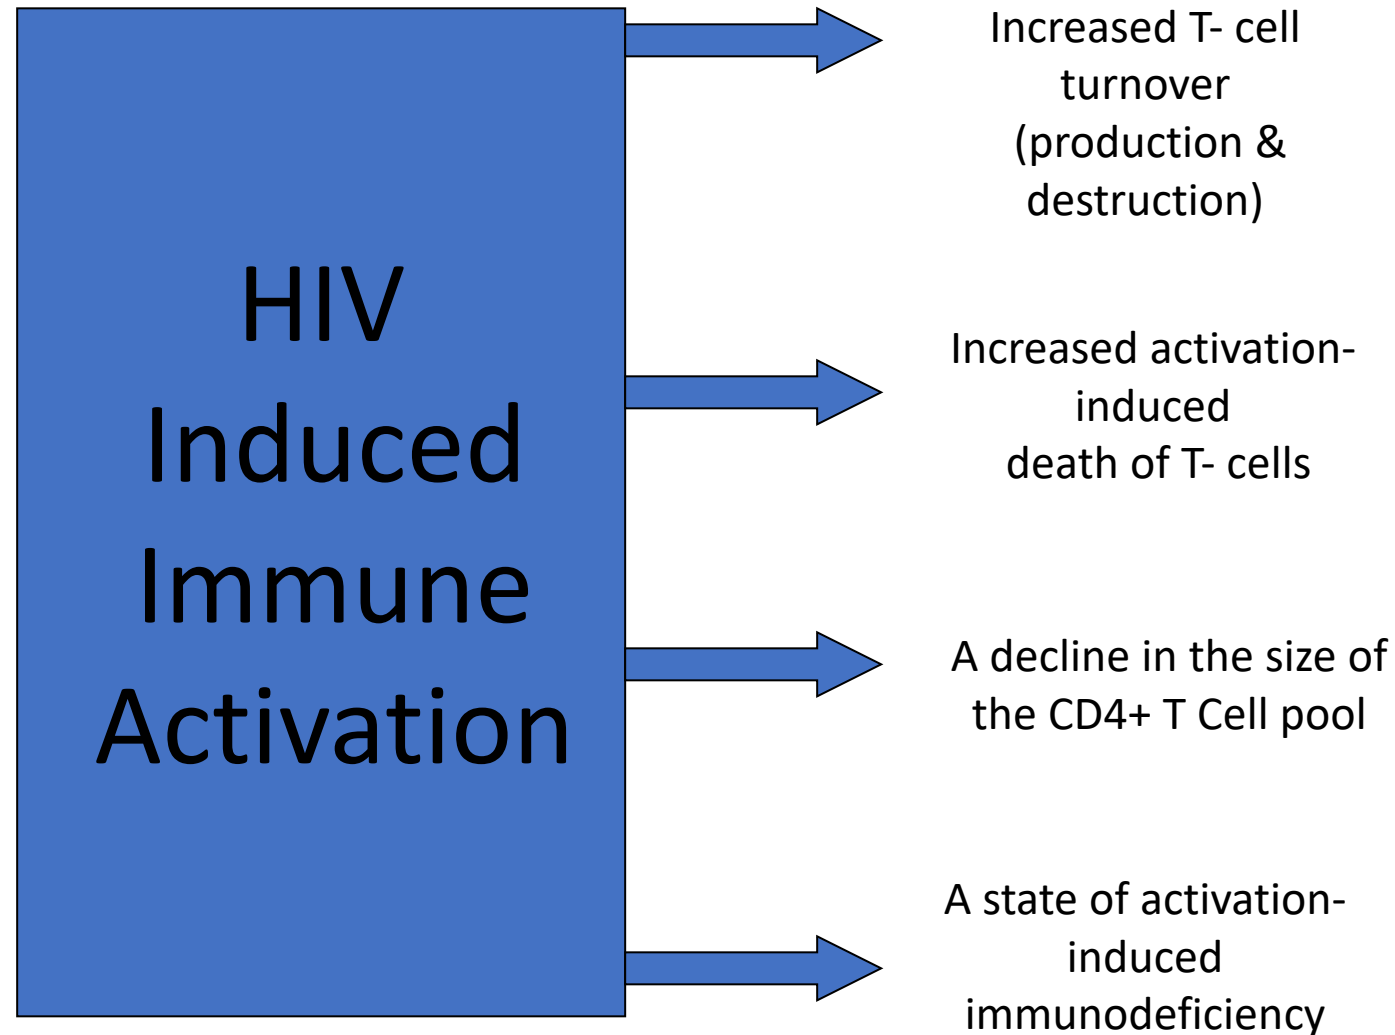 HIV
Induced
Immune
Activation
Increased T- cell
turnover
(production &
destruction)
Increased activation-
induced
death of T- cells
A decline in the size of
the CD4+ T Cell pool
A state of activation-
induced
immunodeficiency